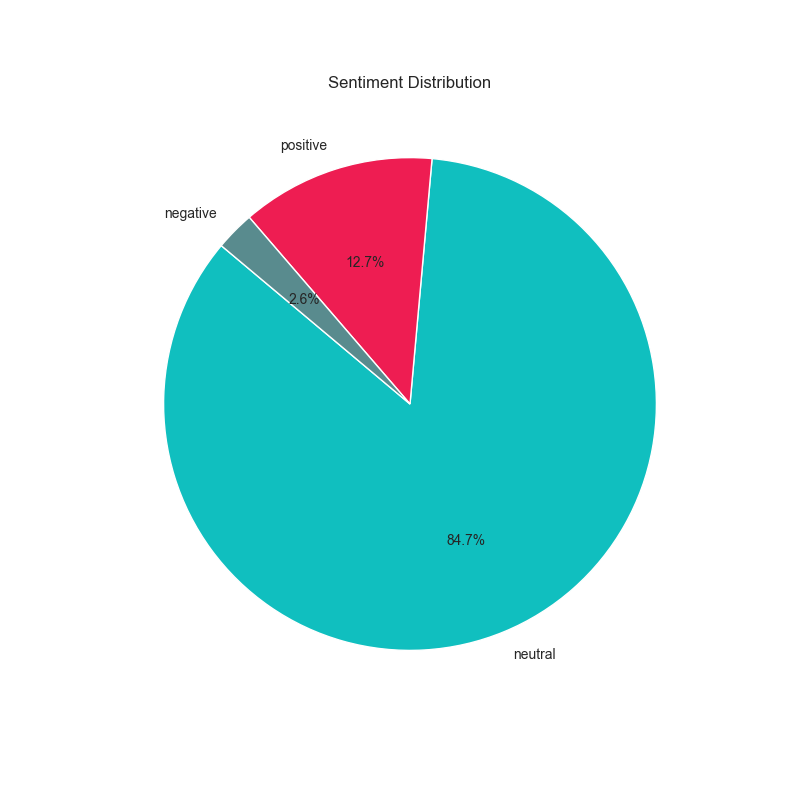 Sentiment Distribution
positive
negative
12.7%
2.6%
84.7%
neutral